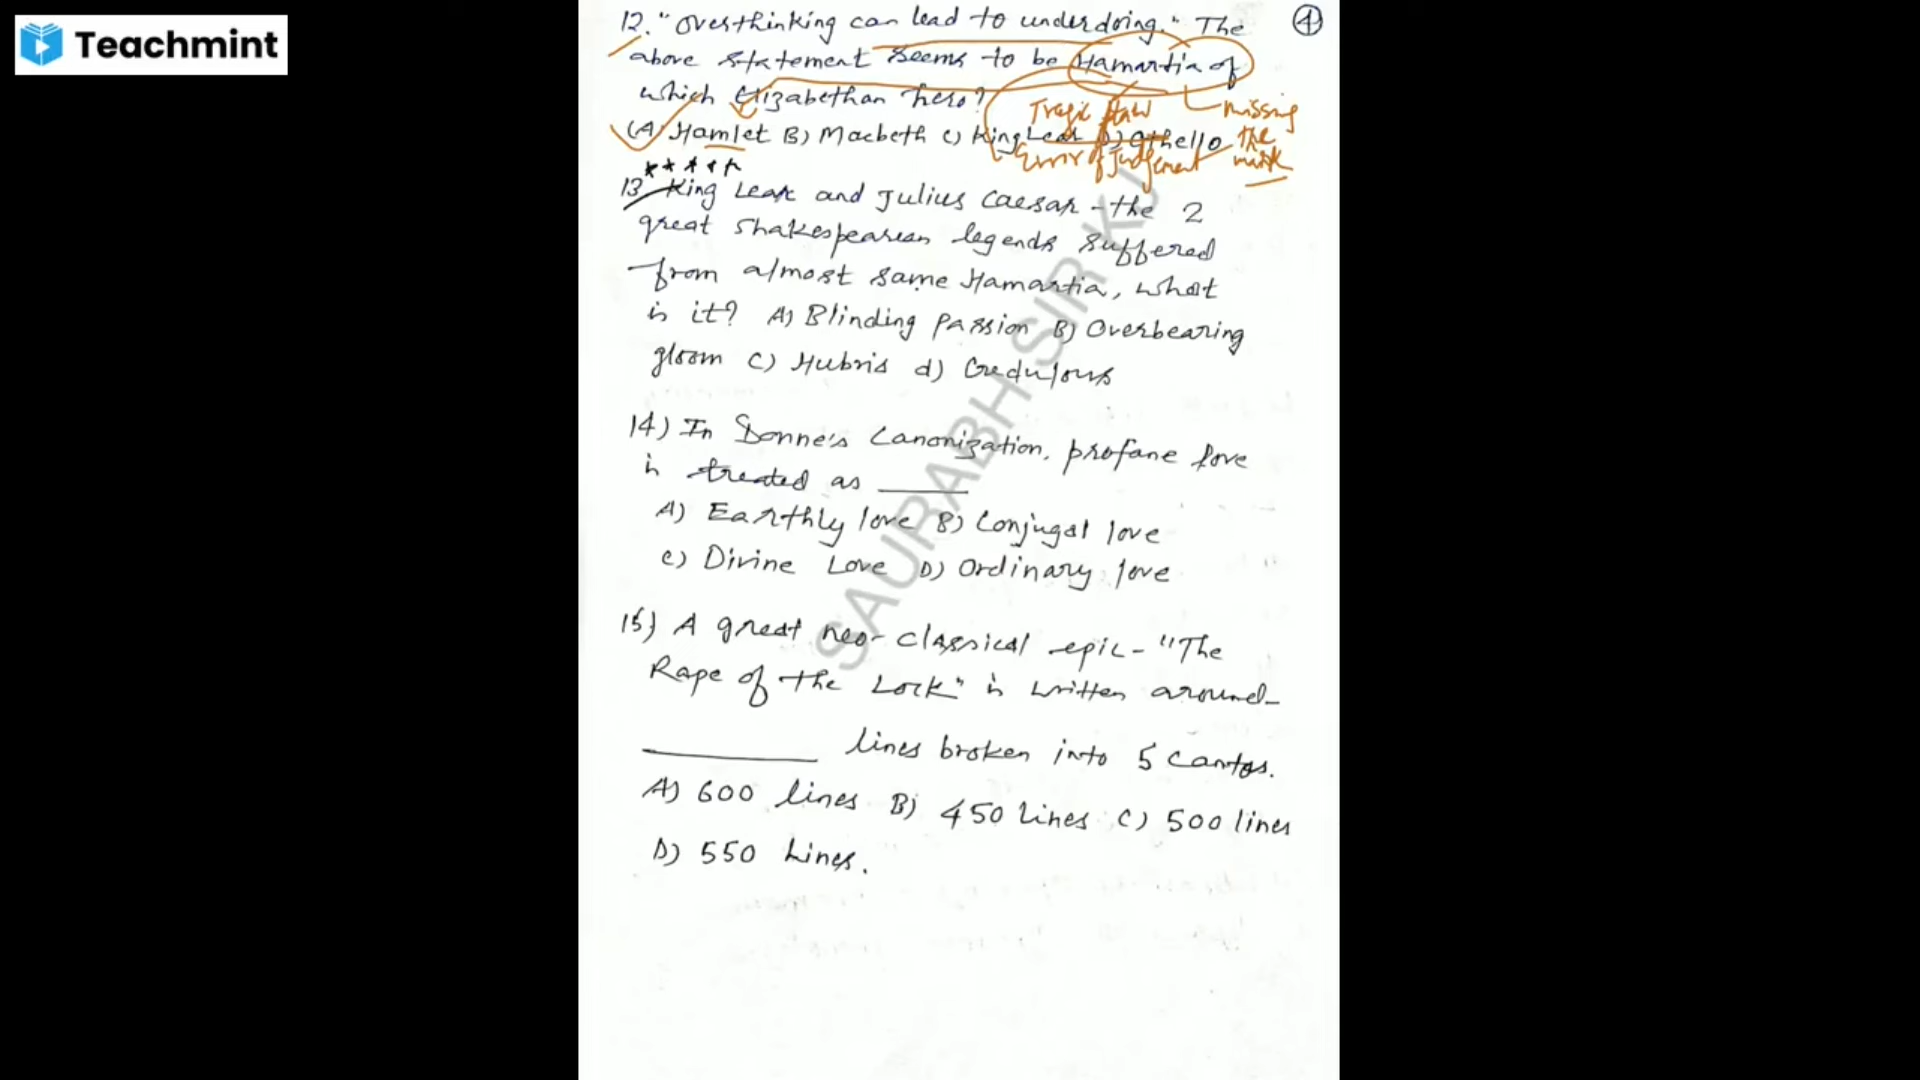 Teachmint
4
12. "Overthinking can lead to underdoing." The
above statement seems to be Hamartia of
which Elizabethan hero?
missing
Tragic flaw
(A) Hamlet B) Macbeth c) King Lear D) Othello
the
Error of judgement
mark
13 King Lear and Julius Caesar - the 2
great Shakespearean legends suffered
from almost same Hamartia, what
is it? A) Blinding passion B) Overbearing
gloom C) Hubris d) Credulous
14) In Donne's Canonization, profane love
is treated as ______
A) Earthly love B) Conjugal love
c) Divine Love D) Ordinary love
15) A great neo-classical epic - "The
Rape of the Lock" is written around-
______ lines broken into 5 Cantos.
A) 600 lines B) 450 lines C) 500 lines
D) 550 Lines.
SAURABH SIR KJ